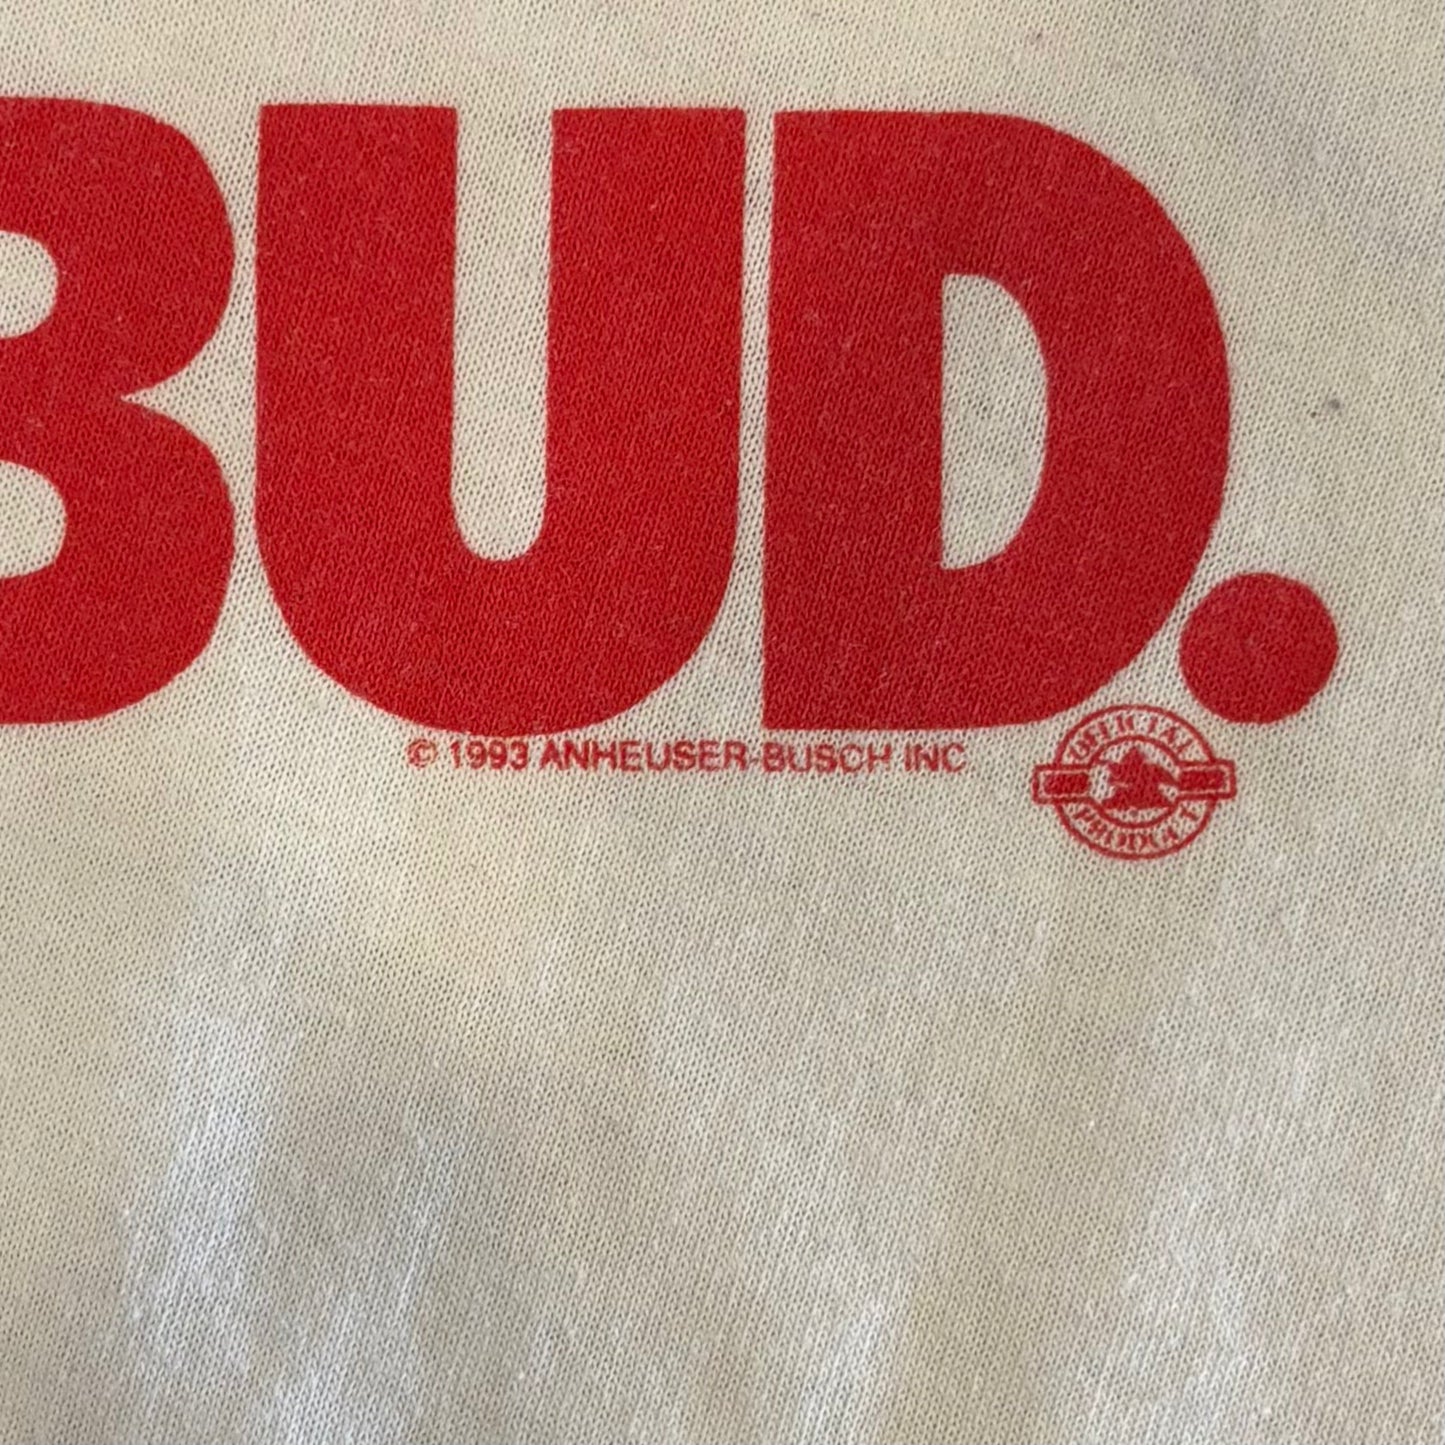 BUD.
© 1993 ANHEUSER-BUSCH INC.
OFFICIAL
PRODUCT